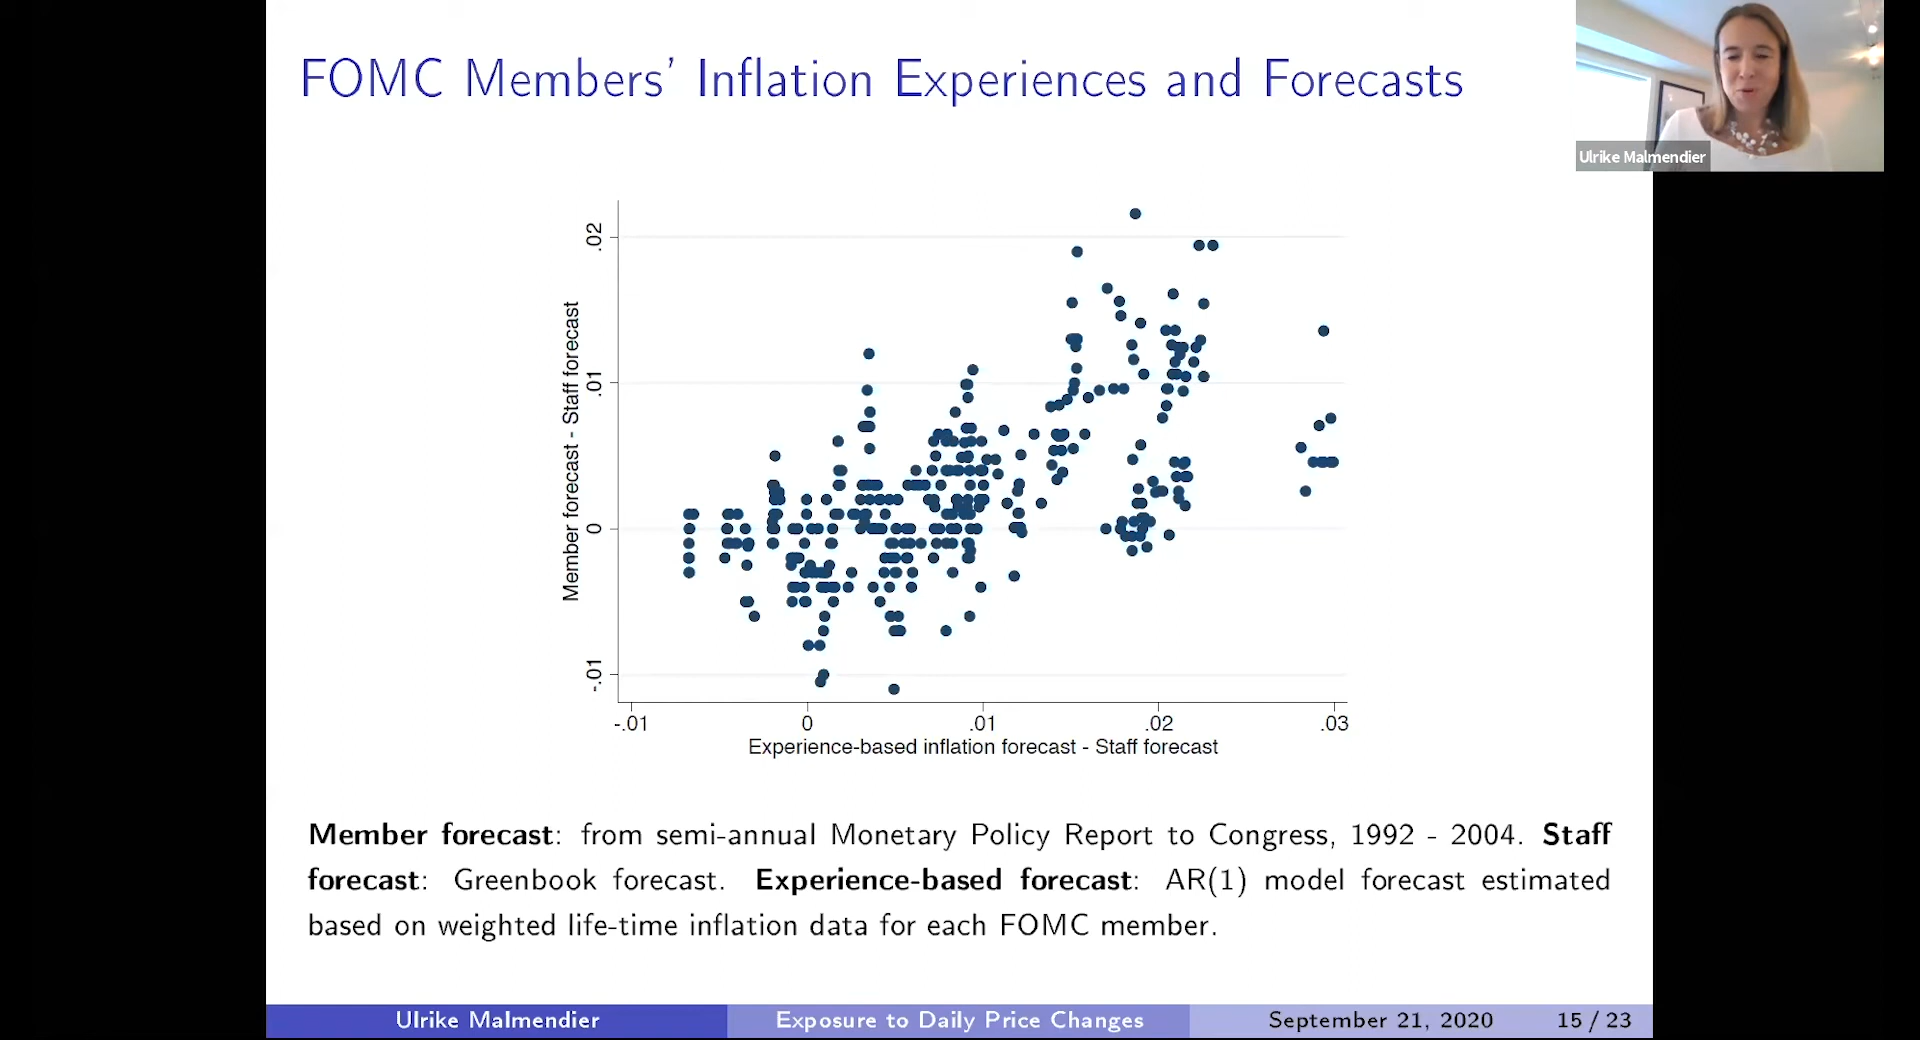 FOMC Members' Inflation Experiences and Forecasts
Ulrike Malmendier
Member forecast - Staff forecast
.02
.01
0
-.01
-.01 0 .01 .02 .03
Experience-based inflation forecast - Staff forecast
Member forecast: from semi-annual Monetary Policy Report to Congress, 1992 - 2004. Staff
forecast: Greenbook forecast. Experience-based forecast: AR(1) model forecast estimated
based on weighted life-time inflation data for each FOMC member.
Ulrike Malmendier Exposure to Daily Price Changes September 21, 2020 15 / 23